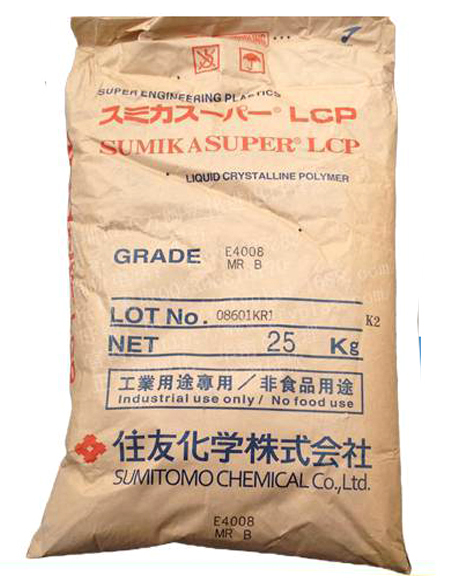 SUPER ENGINEERING PLASTICS
スミカスーパー® LCP
SUMIKASUPER® LCP
LIQUID CRYSTALLINE POLYMER
GRADE E4008
MR B
LOT No. 08601KR1 K2
NET 25 Kg
工業用途専用/非食品用途
Industrial use only / No food use
住友化学株式会社
SUMITOMO CHEMICAL Co.,Ltd.
E4008
MR B